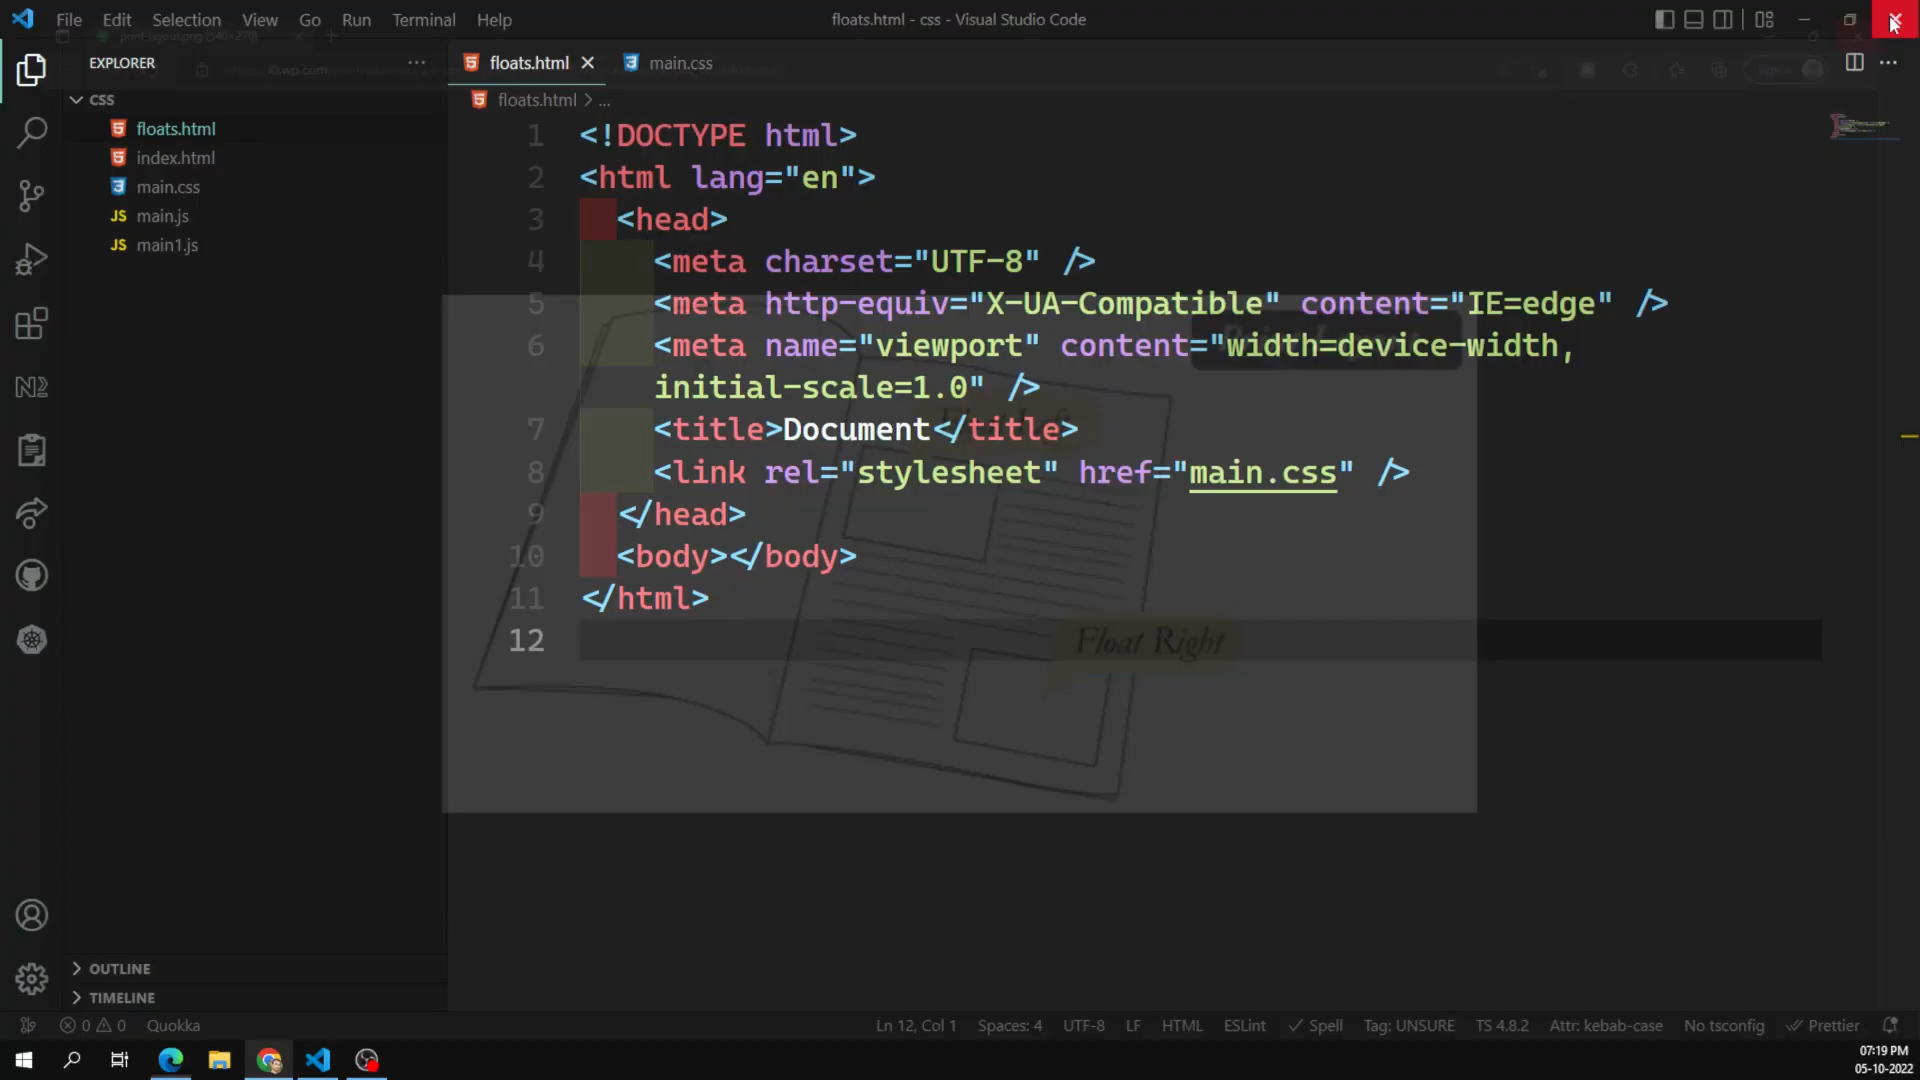 File Edit Selection View Go Run Terminal Help
floats.html - css - Visual Studio Code
EXPLORER
floats.html
main.css
floats.html > ...
CSS
floats.html
index.html
main.css
JS main.js
JS main1.js
1 <!DOCTYPE html>
2 <html lang="en">
3 <head>
4 <meta charset="UTF-8" />
5 <meta http-equiv="X-UA-Compatible" content="IE=edge" />
6 <meta name="viewport" content="width=device-width,
initial-scale=1.0" />
7 <title>Document</title>
8 <link rel="stylesheet" href="main.css" />
9 </head>
10 <body></body>
11 </html>
12
Float Left
Float Right
OUTLINE
TIMELINE
0 0 Quokka
Ln 12, Col 1 Spaces: 4 UTF-8 LF HTML ESLint Spell Tag: UNSURE TS 4.8.2 Attr: kebab-case No tsconfig Prettier
07:19 PM
05-10-2022